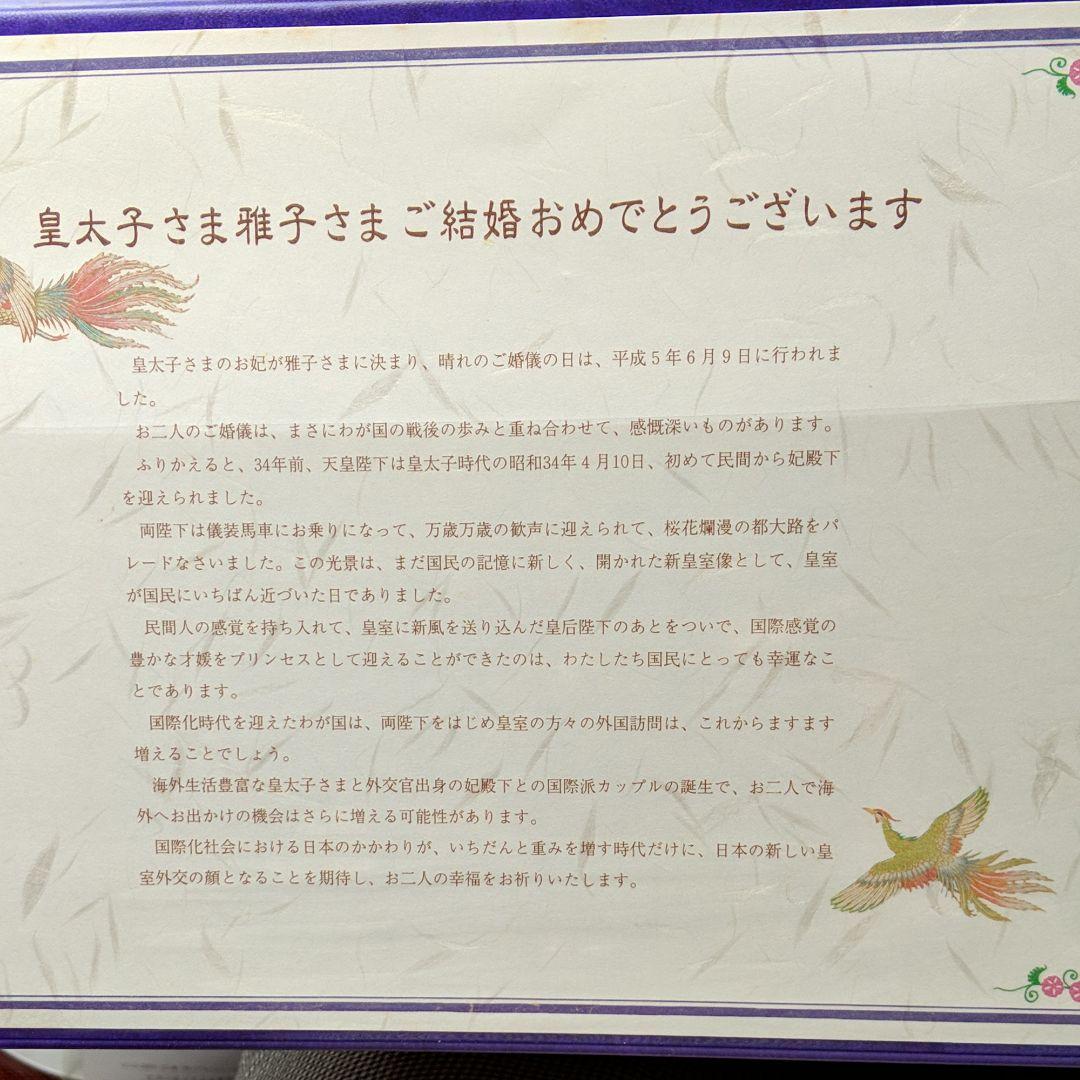 皇太子さま雅子さま ご結婚おめでとうございます
皇太子さまのお妃が雅子さまに決まり、晴れのご婚儀の日は、平成5年6月9日に行われま
した。
お二人のご婚儀は、まさにわが国の戦後の歩みと重ね合わせて、感慨深いものがあります。
ふりかえると、34年前、天皇陛下は皇太子時代の昭和34年4月10日、初めて民間から妃殿下
を迎えられました。
両陛下は儀装馬車にお乗りになって、万歳万歳の歓声に迎えられて、桜花爛漫の都大路をパ
レードなさいました。この光景は、まだ国民の記憶に新しく、開かれた新皇室像として、皇室
が国民にいちばん近づいた日でありました。
民間人の感覚を持ち入れて、皇室に新風を送り込んだ皇后陛下のあとをついで、国際感覚の
豊かな才媛をプリンセスとして迎えることができたのは、わたしたち国民にとっても幸運なこ
とであります。
国際化時代を迎えたわが国は、両陛下をはじめ皇室の方々の外国訪問は、これからますます
増えることでしょう。
海外生活豊富な皇太子さまと外交官出身の妃殿下との国際派カップルの誕生で、お二人で海
外へお出かけの機会はさらに増える可能性があります。
国際化社会における日本のかかわりが、いちだんと重みを増す時代だけに、日本の新しい皇
室外交の顔となることを期待し、お二人の幸福をお祈りいたします。